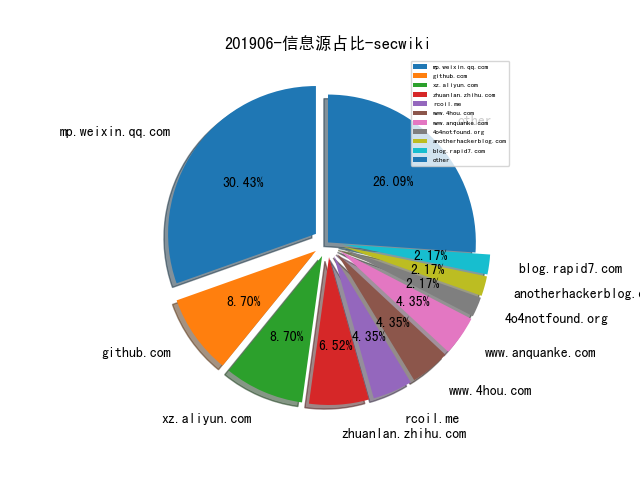 201906-信息源占比-secwiki
mp.weixin.qq.com
github.com
xz.aliyun.com
zhuanlan.zhihu.com
rcoil.me
www.4hou.com
www.anquanke.com
4o4notfound.org
anotherhackerblog.com
blog.rapid7.com
other
other
mp.weixin.qq.com
30.43%
26.09%
8.70%
github.com
8.70%
xz.aliyun.com
6.52%
zhuanlan.zhihu.com
4.35%
rcoil.me
4.35%
www.4hou.com
4.35%
www.anquanke.com
2.17%
4o4notfound.org
2.17%
anotherhackerblog.c
2.17%
blog.rapid7.com